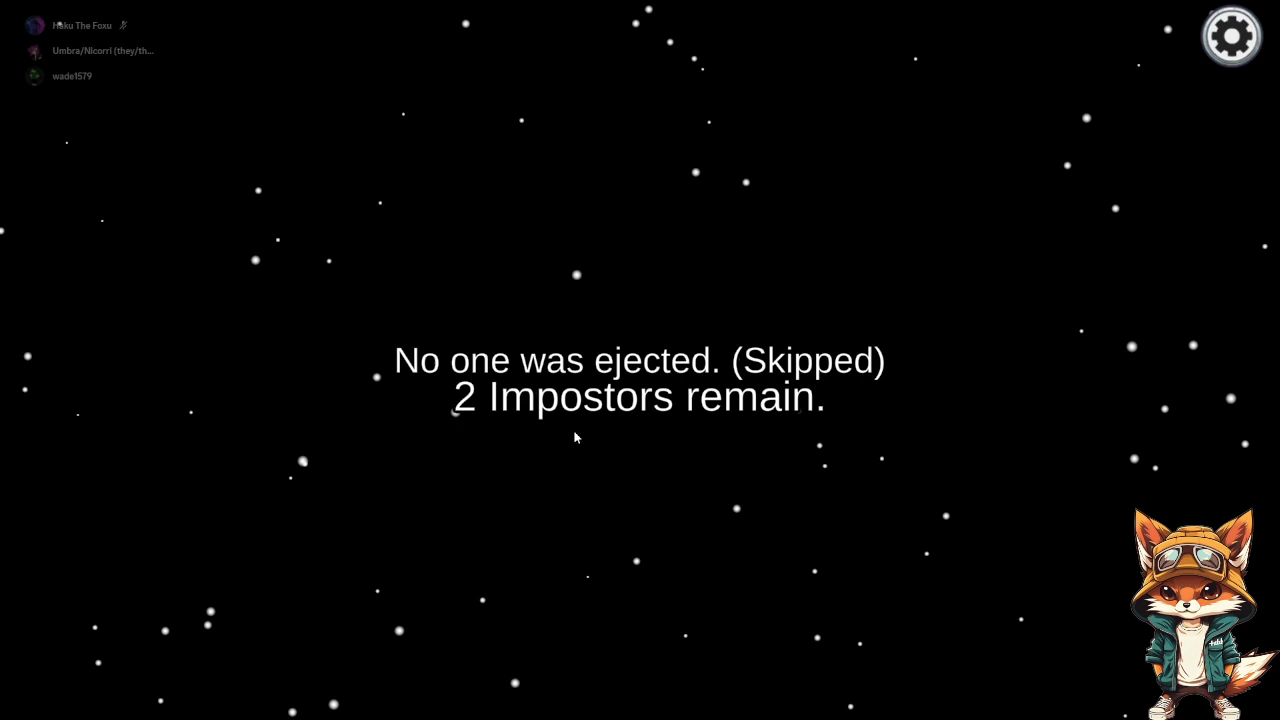 Haku The Foxu
Umbra/Nicorri (they/th...
wade1579
No one was ejected. (Skipped)
2 Impostors remain.